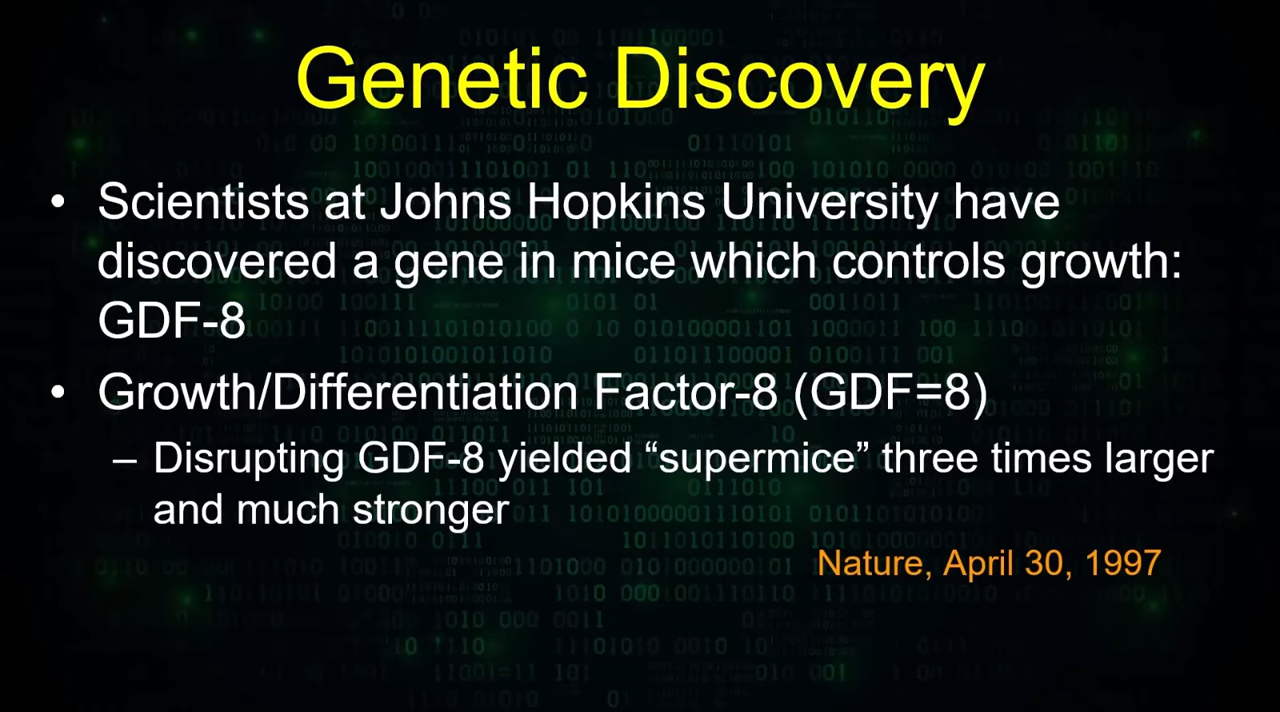 Genetic Discovery
• Scientists at Johns Hopkins University have
discovered a gene in mice which controls growth:
GDF-8
• Growth/Differentiation Factor-8 (GDF=8)
– Disrupting GDF-8 yielded “supermice” three times larger
and much stronger
Nature, April 30, 1997